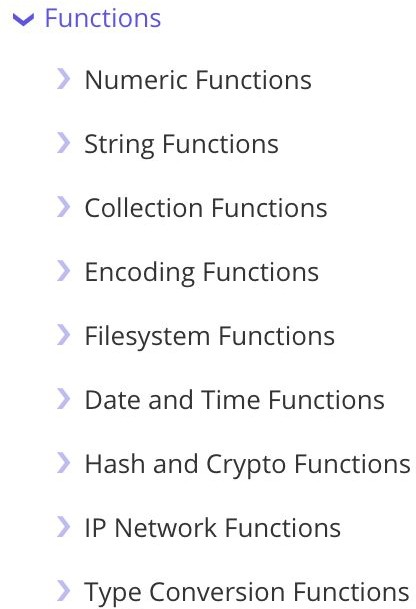 Functions
Numeric Functions
String Functions
Collection Functions
Encoding Functions
Filesystem Functions
Date and Time Functions
Hash and Crypto Functions
IP Network Functions
Type Conversion Functions